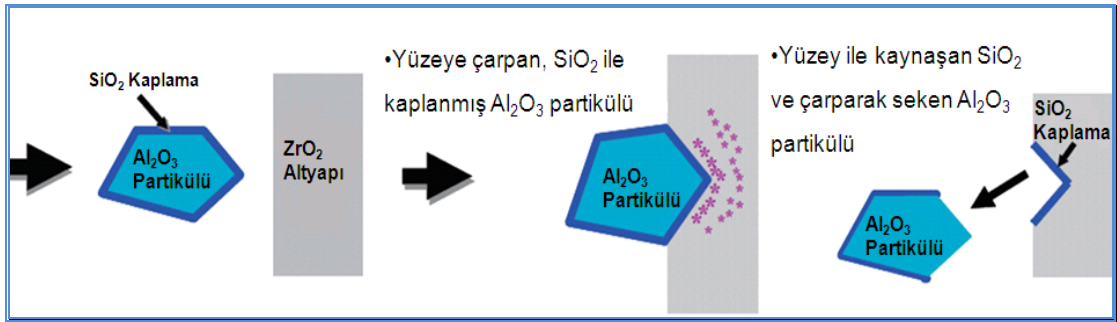 SiO₂ Kaplama
Al₂O₃
Partikülü
ZrO₂
Altyapı
•Yüzeye çarpan, SiO₂ ile
kaplanmış Al₂O₃ partikülü
Al₂O₃
Partikülü
•Yüzey ile kaynaşan SiO₂
ve çarparak seken Al₂O₃
partikülü
SiO₂
Kaplama
Al₂O₃
Partikülü